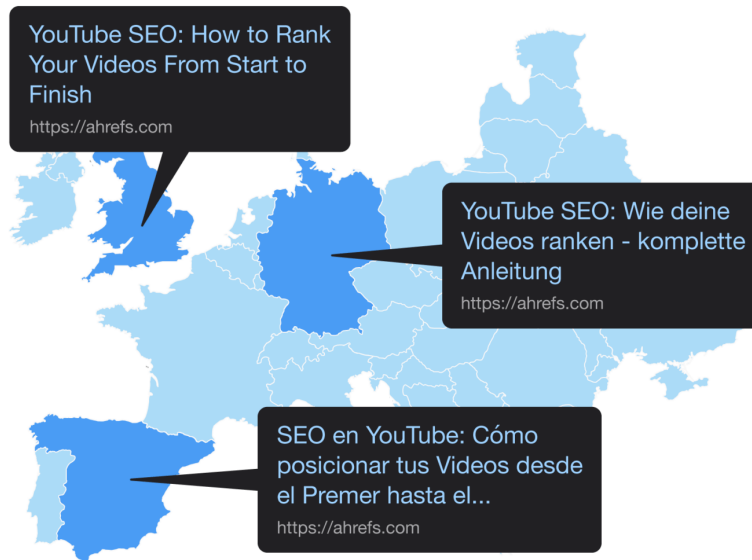 YouTube SEO: How to Rank
Your Videos From Start to
Finish
https://ahrefs.com
YouTube SEO: Wie deine
Videos ranken - komplette
Anleitung
https://ahrefs.com
SEO en YouTube: Cómo
posicionar tus Videos desde
el Premer hasta el...
https://ahrefs.com